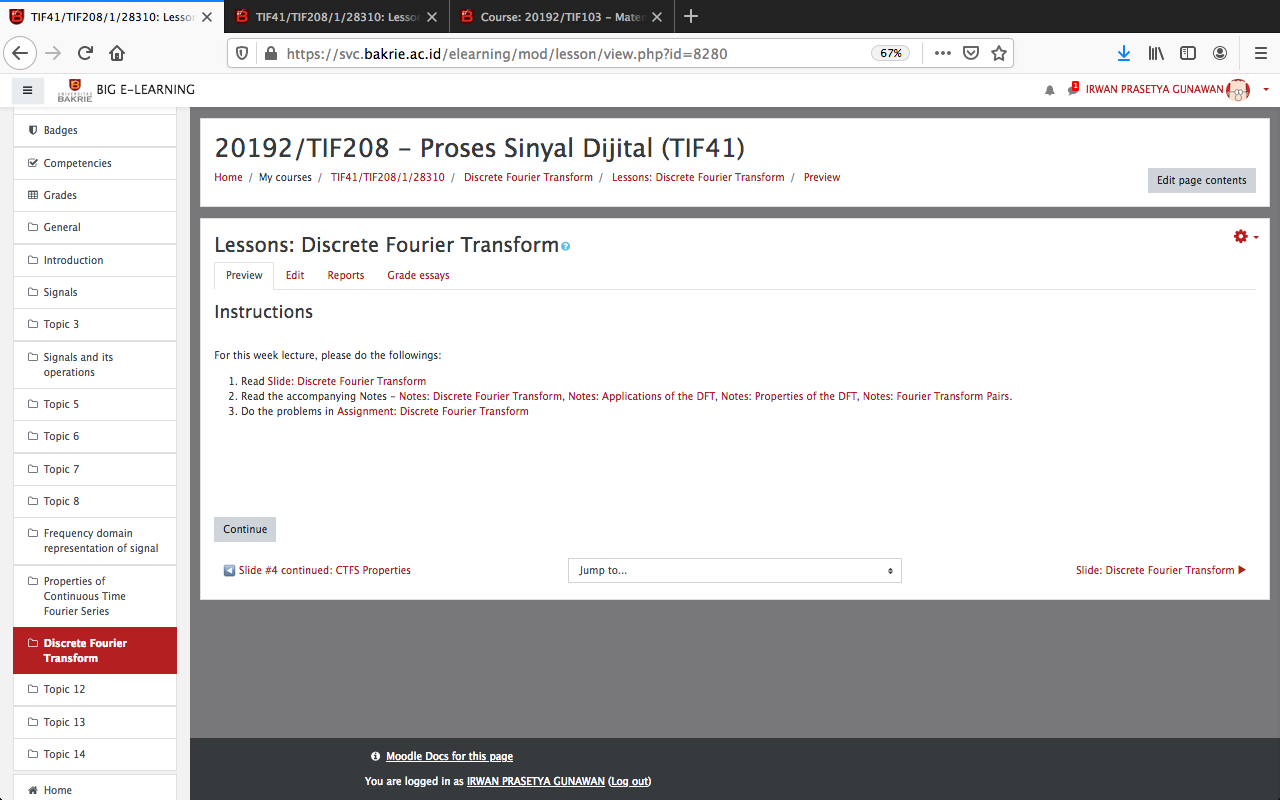 TIF41/TIF208/1/28310: Lesso
TIF41/TIF208/1/28310: Lesso
Course: 20192/TIF103 – Mate
https://svc.bakrie.ac.id/elearning/mod/lesson/view.php?id=8280
67%
UNIVERSITAS
BAKRIE
BIG E-LEARNING
1
IRWAN PRASETYA GUNAWAN
Badges
Competencies
Grades
General
Introduction
Signals
Topic 3
Signals and its
operations
Topic 5
Topic 6
Topic 7
Topic 8
Frequency domain
representation of signal
Properties of
Continuous Time
Fourier Series
Discrete Fourier
Transform
Topic 12
Topic 13
Topic 14
Home
20192/TIF208 – Proses Sinyal Dijital (TIF41)
Home / My courses / TIF41/TIF208/1/28310 / Discrete Fourier Transform / Lessons: Discrete Fourier Transform / Preview
Edit page contents
Lessons: Discrete Fourier Transform
Preview Edit Reports Grade essays
Instructions
For this week lecture, please do the followings:
1. Read Slide: Discrete Fourier Transform
2. Read the accompanying Notes – Notes: Discrete Fourier Transform, Notes: Applications of the DFT, Notes: Properties of the DFT, Notes: Fourier Transform Pairs.
3. Do the problems in Assignment: Discrete Fourier Transform
Continue
Slide #4 continued: CTFS Properties
Jump to...
Slide: Discrete Fourier Transform
Moodle Docs for this page
You are logged in as IRWAN PRASETYA GUNAWAN (Log out)